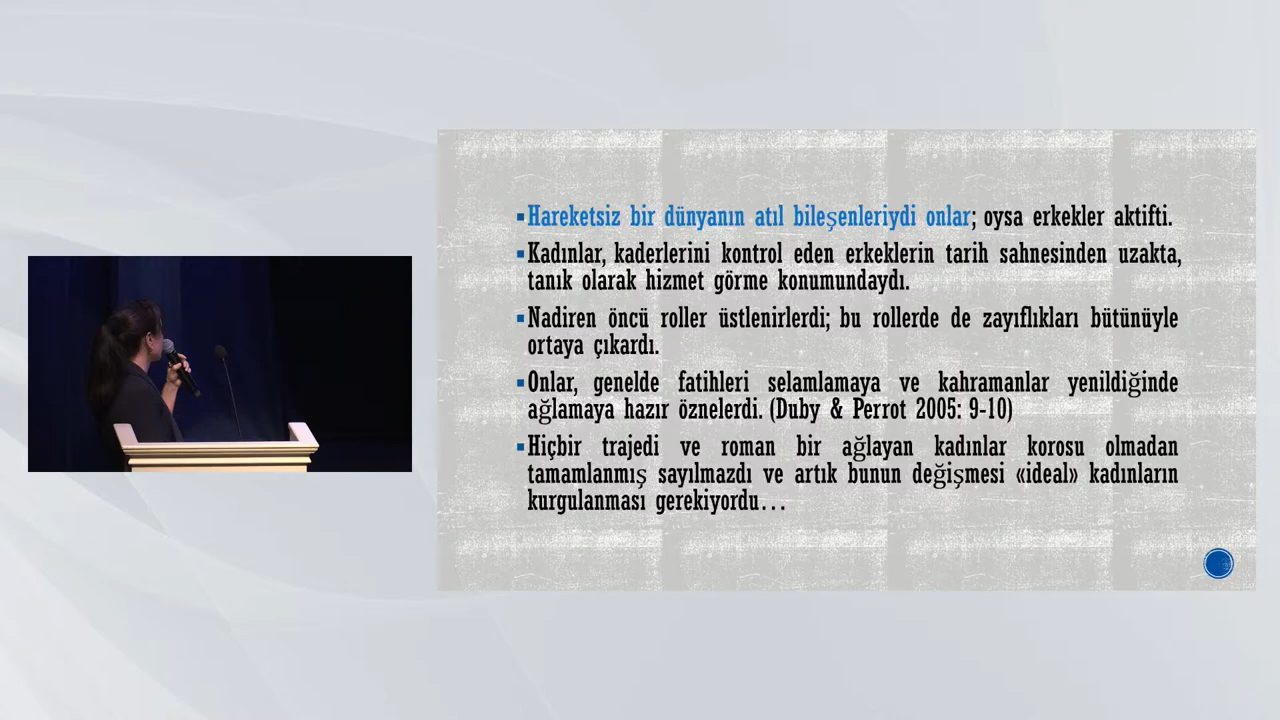 Hareketsiz bir dünyanın atıl bileşenleriydi onlar; oysa erkekler aktifti.
Kadınlar, kaderlerini kontrol eden erkeklerin tarih sahnesinden uzakta,
tanık olarak hizmet görme konumundaydı.
Nadiren öncü roller üstlenirlerdi; bu rollerde de zayıflıkları bütünüyle
ortaya çıkardı.
Onlar, genelde fatihleri selamlamaya ve kahramanlar yenildiğinde
ağlamaya hazır öznelerdi. (Duby & Perrot 2005: 9-10)
Hiçbir trajedi ve roman bir ağlayan kadınlar korosu olmadan
tamamlanmış sayılmazdı ve artık bunun değişmesi «ideal» kadınların
kurgulanması gerekiyordu...